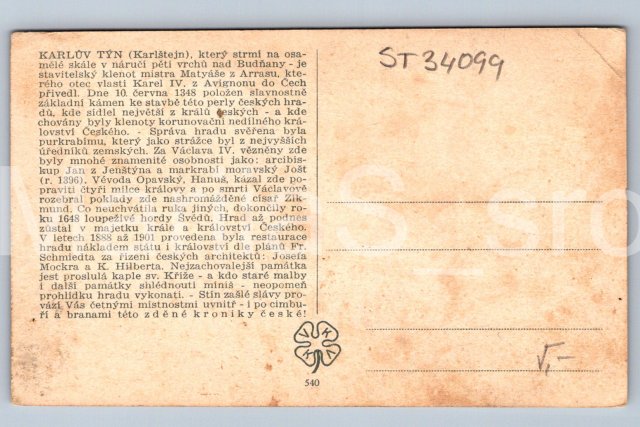 KARLŮV TÝN (Karlštejn), který strmí na osa-
mělé skále v náručí pěti vrchů nad Budňany - je
stavitelský klenot mistra Matyáše z Arrasu, kte-
rého otec vlasti Karel IV. z Avignonu do Čech
přivedl. Dne 10. června 1348 položen slavnostně
základní kámen ke stavbě této perly českých hra-
dů, kde sídlel největší z králů českých - a kde
chovány byly klenoty korunovační nedílného krá-
lovství Českého. - Správa hradu svěřena byla
purkrabímu, který jako strážce byl z nejvyšších
úředníků zemských. Za Václava IV. vězněny zde
byly mnohé znamenité osobnosti jako: arcibis-
kup Jan z Jenštýna a markrabí moravský Jošt
(r. 1396). Vévoda Opavský, Hanuš, kázal zde po-
praviti čtyři milce královy a po smrti Václavově
rozebral poklady zde nashromážděné císař Zik-
mund. Co neuchvátila ruka jiných, dokončily ro-
ku 1648 loupeživé hordy Švédů. Hrad až podnes
zůstal v majetku krále a království Českého.
V letech 1888 až 1901 provedena byla restaurace
hradu nákladem státu i království dle plánů Fr.
Schmiedta za řízení českých architektů: Josefa
Mockra a K. Hilberta. Nejzachovalejší památka
jest proslulá kaple sv. Kříže - a kdo staré malby
i další památky shlédnouti míníš - neopomeň
prohlídku hradu vykonati. - Stín zašlé slávy pro-
vází Vás četnými místnostmi uvnitř - i po cimbu-
ří a branami této zděné kroniky české!
ST 34099
V K V
540
√,-